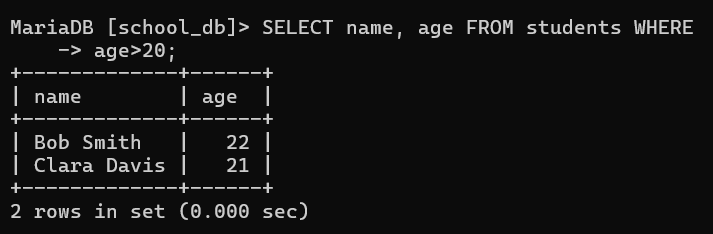 MariaDB [school_db]> SELECT name, age FROM students WHERE
    -> age>20;
+-------------+------+
| name        | age  |
+-------------+------+
| Bob Smith   |   22 |
| Clara Davis |   21 |
+-------------+------+
2 rows in set (0.000 sec)